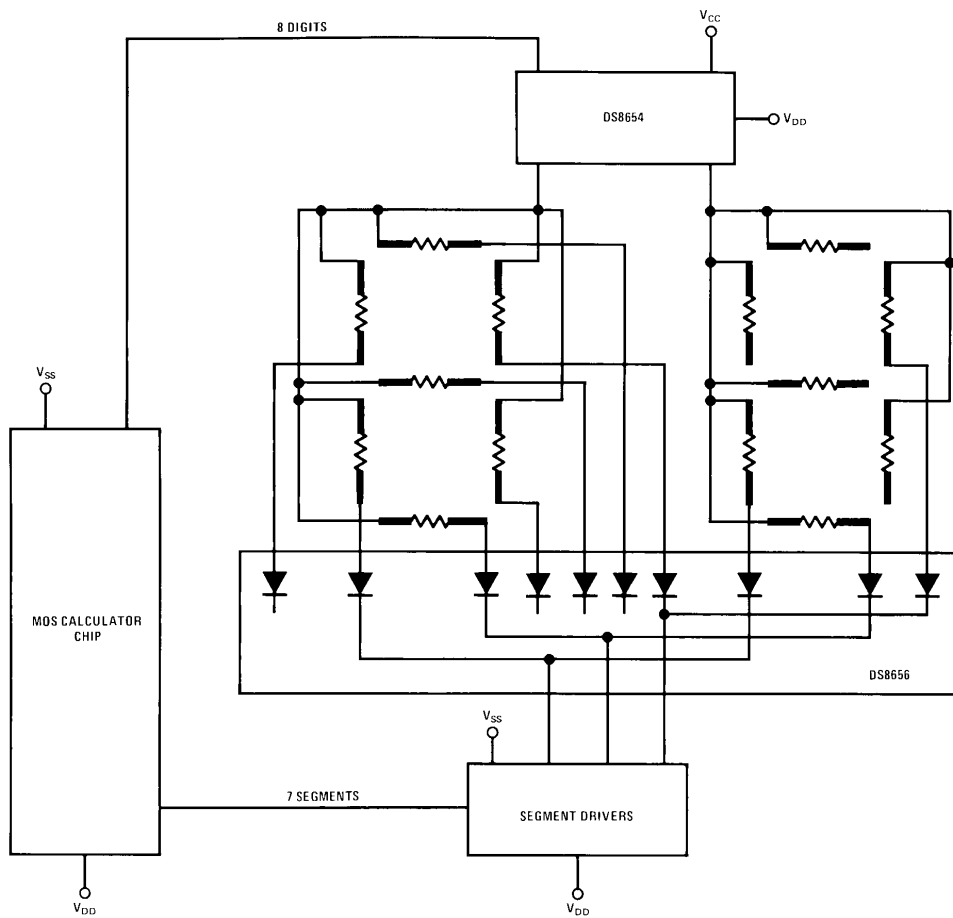 8 DIGITS
VCC
DS8654
VDD
VSS
MOS CALCULATOR
CHIP
DS8656
VSS
7 SEGMENTS
SEGMENT DRIVERS
VDD
VDD